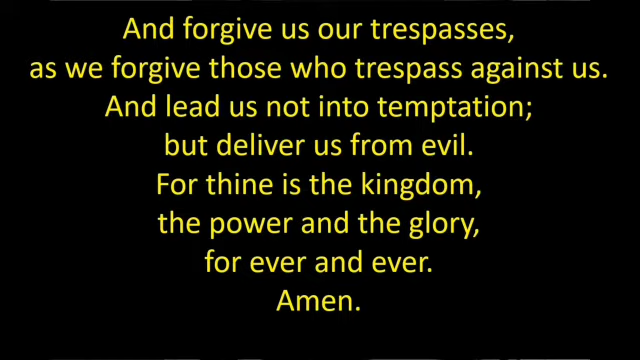 And forgive us our trespasses,
as we forgive those who trespass against us.
And lead us not into temptation;
but deliver us from evil.
For thine is the kingdom,
the power and the glory,
for ever and ever.
Amen.